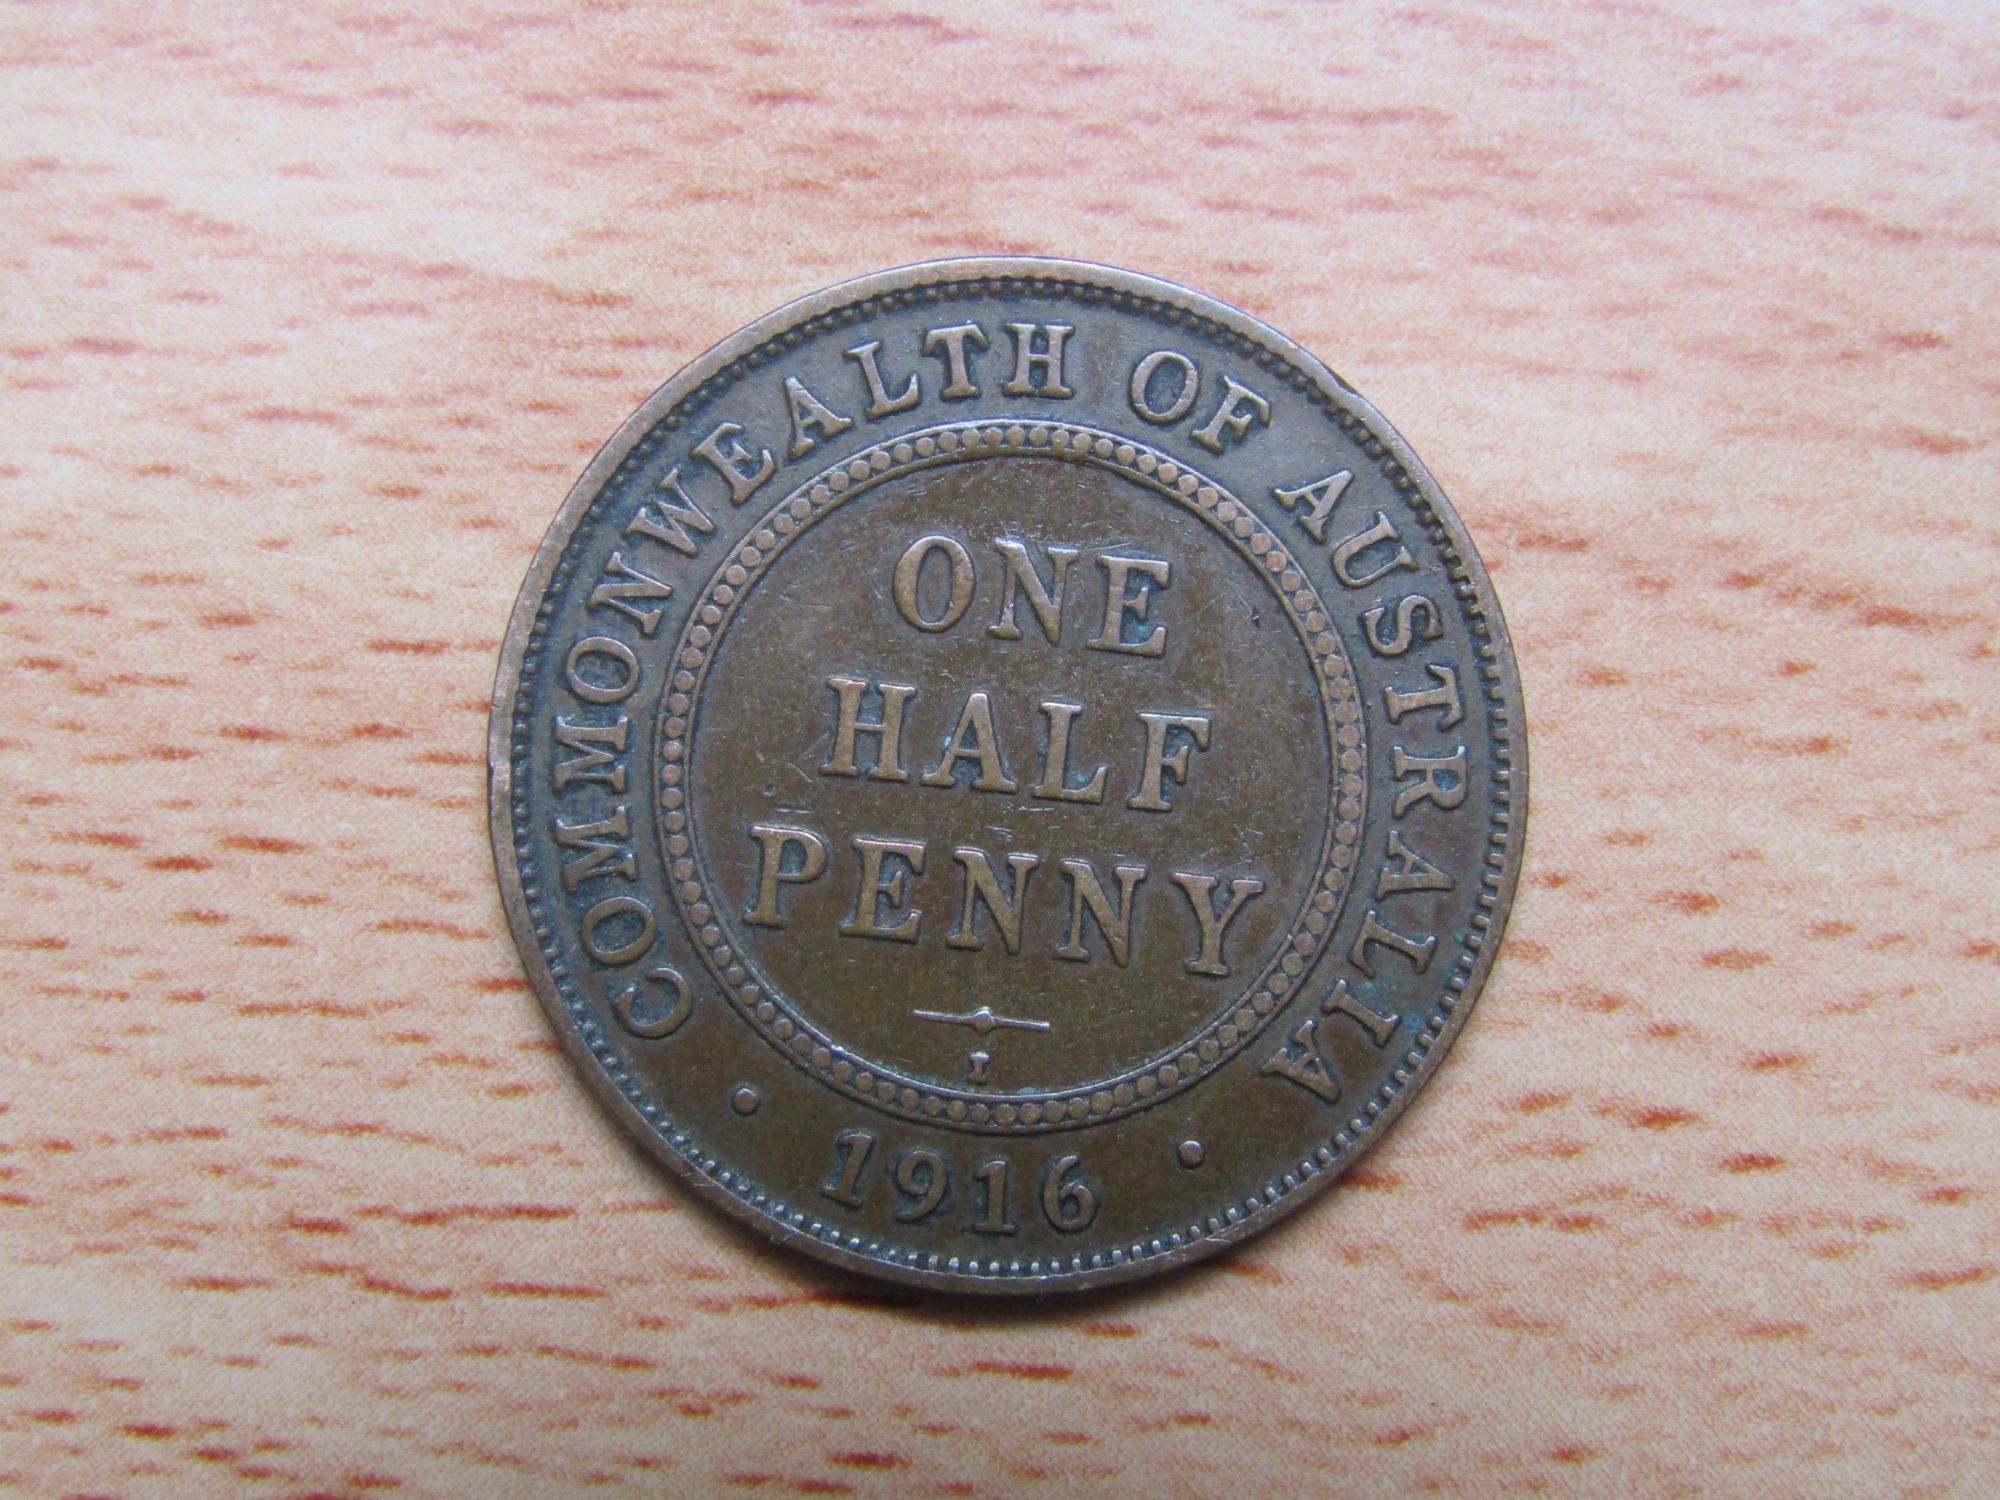 COMMONWEALTH OF AUSTRALIA
ONE
HALF
PENNY
I
· 1916 ·